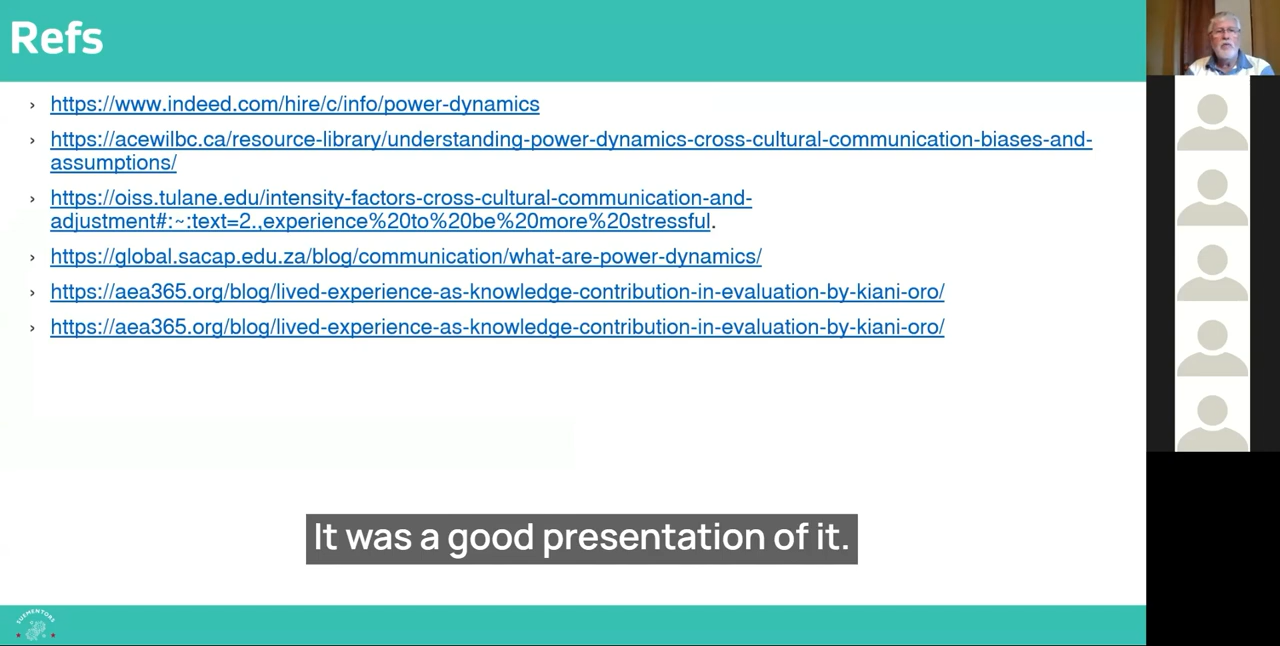 Refs
› https://www.indeed.com/hire/c/info/power-dynamics
› https://acewilbc.ca/resource-library/understanding-power-dynamics-cross-cultural-communication-biases-and-
assumptions/
› https://oiss.tulane.edu/intensity-factors-cross-cultural-communication-and-
adjustment#:~:text=2.,experience%20to%20be%20more%20stressful.
› https://global.sacap.edu.za/blog/communication/what-are-power-dynamics/
› https://aea365.org/blog/lived-experience-as-knowledge-contribution-in-evaluation-by-kiani-oro/
› https://aea365.org/blog/lived-experience-as-knowledge-contribution-in-evaluation-by-kiani-oro/
It was a good presentation of it.
SUEMENTORS